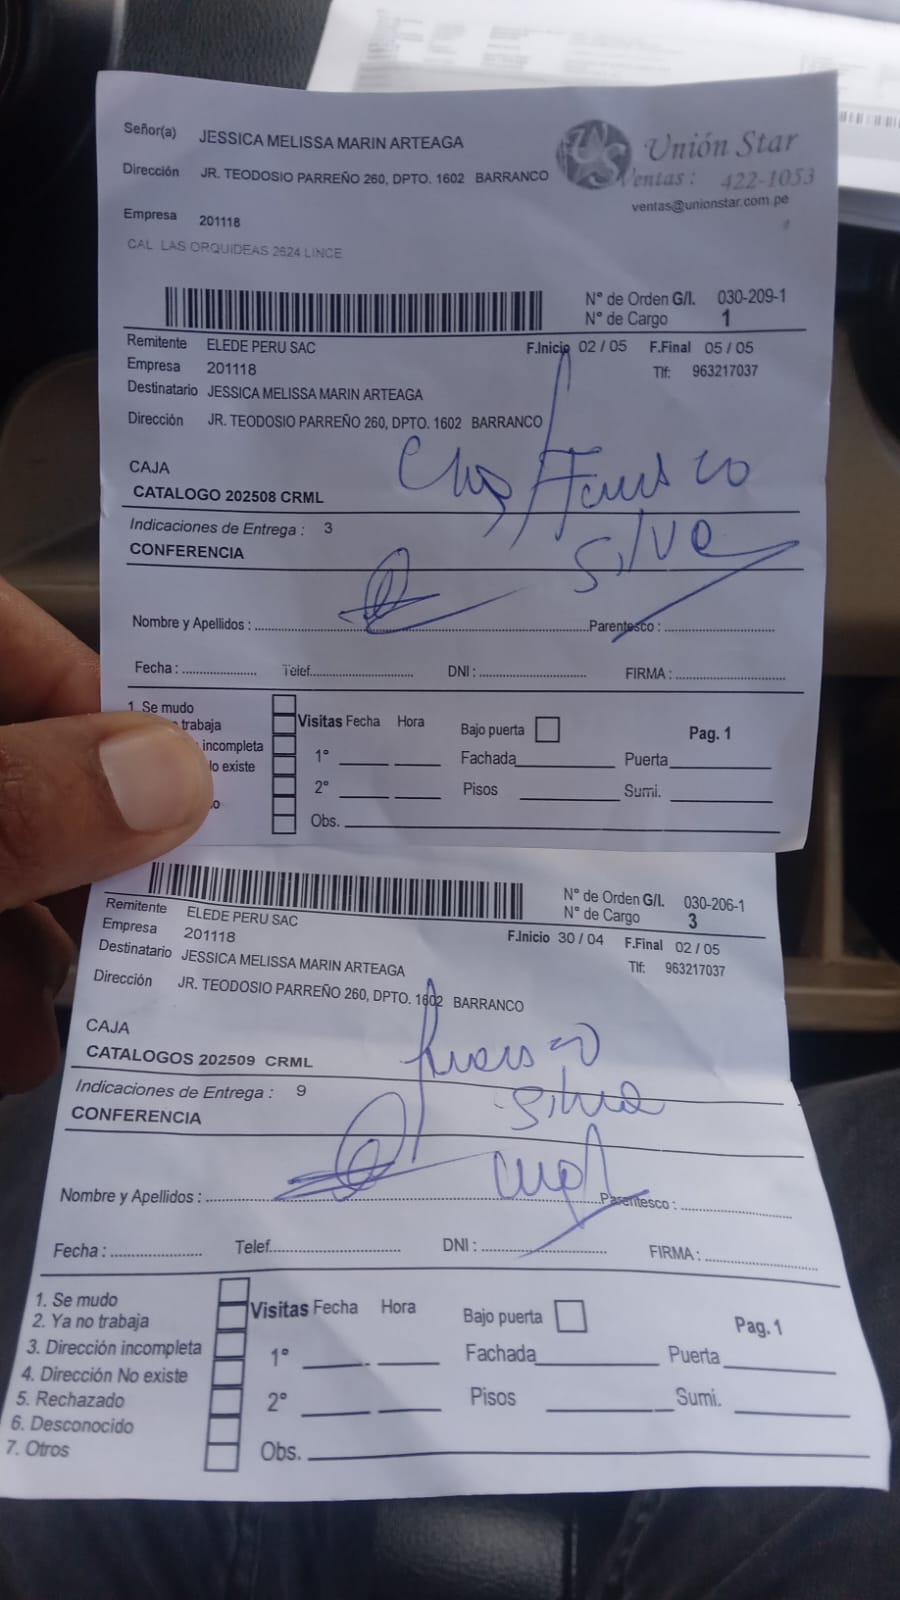 Señor(a) JESSICA MELISSA MARIN ARTEAGA
Unión Star
Dirección JR. TEODOSIO PARREÑO 260, DPTO. 1602 BARRANCO
Ventas: 422-1053
ventas@unionstar.com.pe
Empresa 201118
CAL LAS ORQUIDEAS 2624 LINCE
N° de Orden G/I. 030-209-1
N° de Cargo 1
Remitente ELEDE PERU SAC F.Inicio 02 / 05 F.Final 05 / 05
Empresa 201118 Tlf: 963217037
Destinatario JESSICA MELISSA MARIN ARTEAGA
Dirección JR. TEODOSIO PARREÑO 260, DPTO. 1602 BARRANCO
CAJA
CATALOGO 202508 CRML
Indicaciones de Entrega : 3
Silva
CONFERENCIA
Nombre y Apellidos : Parentesco :
Fecha : Telef. DNI : FIRMA :
1. Se mudo
trabaja
incompleta
o existe
o
Visitas Fecha Hora Bajo puerta Pag. 1
1° Fachada Puerta
2° Pisos Sumi.
Obs.
N° de Orden G/I. 030-206-1
N° de Cargo 3
Remitente ELEDE PERU SAC F.Inicio 30 / 04 F.Final 02 / 05
Empresa 201118 Tlf: 963217037
Destinatario JESSICA MELISSA MARIN ARTEAGA
Dirección JR. TEODOSIO PARREÑO 260, DPTO. 1602 BARRANCO
CAJA
CATALOGOS 202509 CRML
Indicaciones de Entrega : 9
Silva
CONFERENCIA
Nombre y Apellidos : Parentesco :
Fecha : Telef. DNI : FIRMA :
1. Se mudo
2. Ya no trabaja
3. Dirección incompleta
4. Dirección No existe
5. Rechazado
6. Desconocido
7. Otros
Visitas Fecha Hora Bajo puerta Pag. 1
1° Fachada Puerta
2° Pisos Sumi.
Obs.